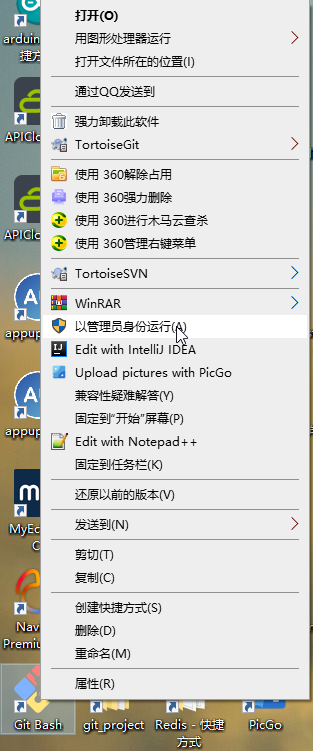 打开(O)
用图形处理器运行
打开文件所在的位置(I)
通过QQ发送到
强力卸载此软件
TortoiseGit
使用 360解除占用
使用 360强力删除
使用 360进行木马云查杀
使用 360管理右键菜单
TortoiseSVN
WinRAR
以管理员身份运行(A)
Edit with IntelliJ IDEA
Upload pictures with PicGo
兼容性疑难解答(Y)
固定到"开始"屏幕(P)
Edit with Notepad++
固定到任务栏(K)
还原以前的版本(V)
发送到(N)
剪切(T)
复制(C)
创建快捷方式(S)
删除(D)
重命名(M)
属性(R)
arduino
捷方
APIClo
APIClo
appup
appup
MyEc
C
Navi
Premium
Git Bash
git_project
Redis - 快捷
方式
PicGo